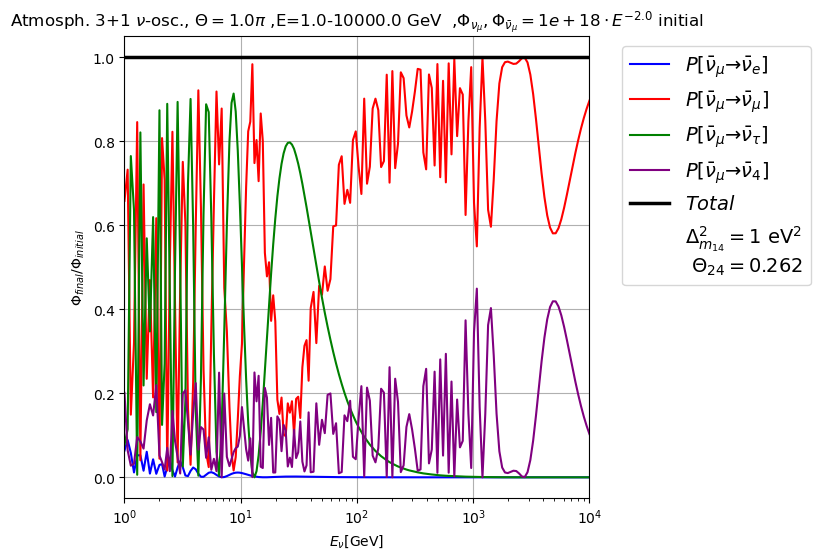 Atmosph. 3+1 ν-osc., Θ = 1.0π ,E=1.0-10000.0 GeV ,Φ_{ν_μ}, Φ_{ν̄_μ} = 1e + 18 · E^{−2.0} initial
1.0
0.8
0.6
0.4
0.2
0.0
Φ_{final}/Φ_{initial}
10^0
10^1
10^2
10^3
10^4
E_ν[GeV]
P[ν̄_μ→ν̄_e]
P[ν̄_μ→ν̄_μ]
P[ν̄_μ→ν̄_τ]
P[ν̄_μ→ν̄_4]
Total
Δ^2_{m_{14}} = 1 eV^2
Θ_{24} = 0.262